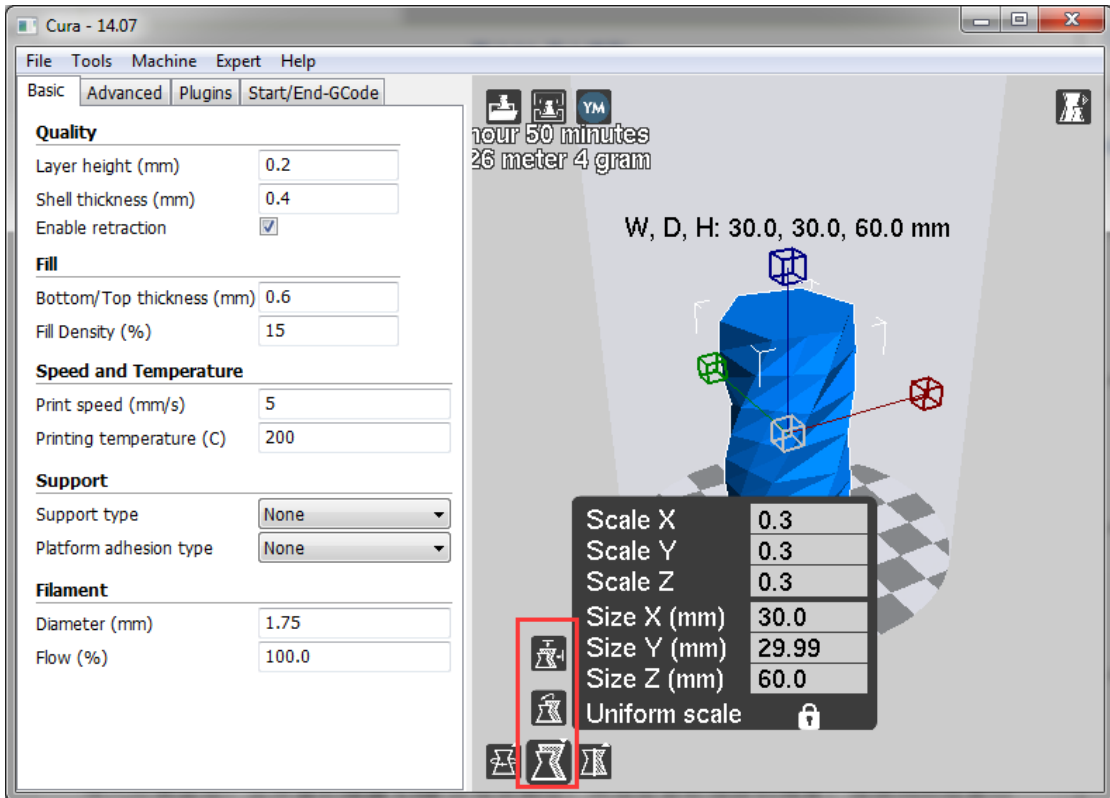 Cura - 14.07
File Tools Machine Expert Help
Basic Advanced Plugins Start/End-GCode
Quality
Layer height (mm) 0.2
Shell thickness (mm) 0.4
Enable retraction
Fill
Bottom/Top thickness (mm) 0.6
Fill Density (%) 15
Speed and Temperature
Print speed (mm/s) 5
Printing temperature (C) 200
Support
Support type None
Platform adhesion type None
Filament
Diameter (mm) 1.75
Flow (%) 100.0
YM
hour 50 minutes
26 meter 4 gram
W, D, H: 30.0, 30.0, 60.0 mm
Scale X 0.3
Scale Y 0.3
Scale Z 0.3
Size X (mm) 30.0
Size Y (mm) 29.99
Size Z (mm) 60.0
Uniform scale